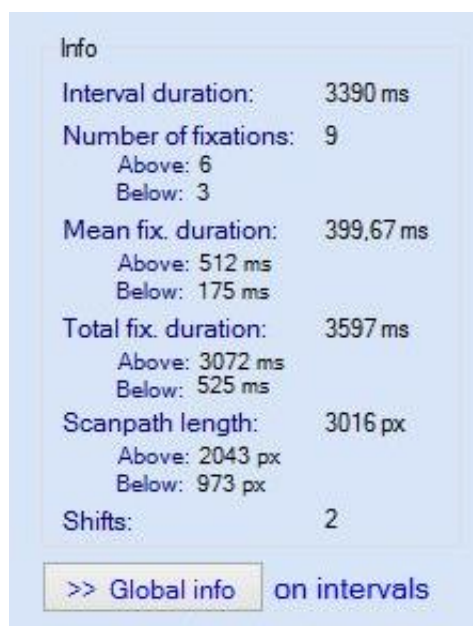 Info
Interval duration: 3390 ms
Number of fixations: 9
Above: 6
Below: 3
Mean fix. duration: 399,67 ms
Above: 512 ms
Below: 175 ms
Total fix. duration: 3597 ms
Above: 3072 ms
Below: 525 ms
Scanpath length: 3016 px
Above: 2043 px
Below: 973 px
Shifts: 2
>> Global info on intervals